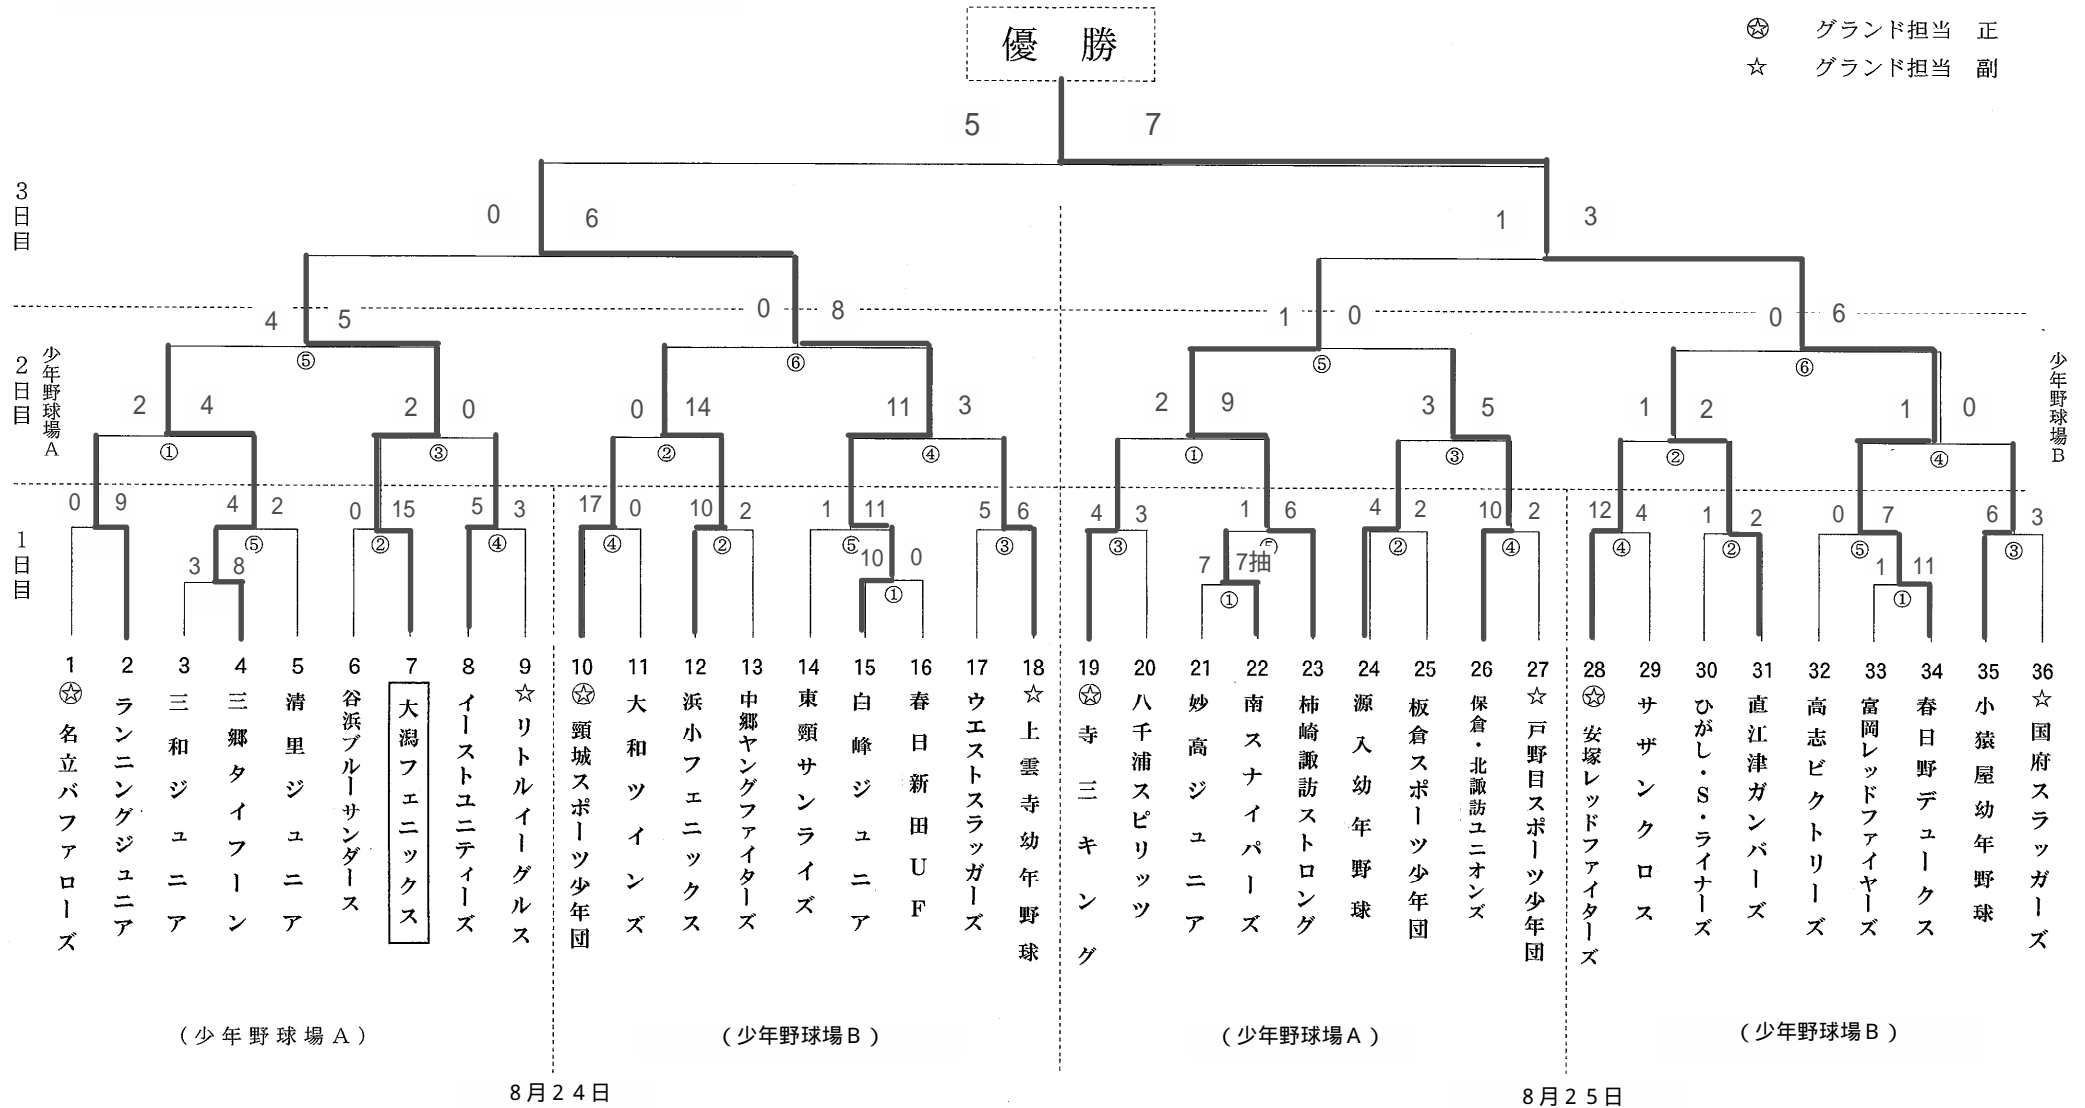 優 勝
グランド担当 正
☆ グランド担当 副
5 7
3日目
0 6 1 3
4 5 0 8 1 0 0 6
2日目
少年野球場A
⑤ ⑥ ⑤ ⑥
少年野球場B
2 4 2 0 0 14 11 3 2 9 3 5 1 2 1 0
① ③ ② ④ ① ③ ② ④
1日目
0 9 4 2 0 15 5 3 17 0 10 2 1 11 5 6 4 3 1 6 4 2 10 2 12 4 1 2 0 7 6 3
⑤ ② ④ ④ ② ⑤ ③ ③ ② ④ ④ ② ⑤ ③
3 8 10 0 7 7抽 1 11
① ① ①
1 名立バファローズ
2 ランニングジュニア
3 三和ジュニア
4 三郷タイフーン
5 清里ジュニア
6 谷浜ブルーサンダース
7 大潟フェニックス
8 イーストユニティーズ
9 ☆ リトルイーグルス
10 頸城スポーツ少年団
11 大和ツインズ
12 浜小フェニックス
13 中郷ヤングファイターズ
14 東頸サンライズ
15 白峰ジュニア
16 春日新田UF
17 ウエストスラッガーズ
18 ☆ 上雲寺幼年野球
19 寺三キング
20 八千浦スピリッツ
21 妙高ジュニア
22 南スナイパーズ
23 柿崎諏訪ストロング
24 源入幼年野球
25 板倉スポーツ少年団
26 保倉・北諏訪ユニオンズ
27 ☆ 戸野目スポーツ少年団
28 安塚レッドファイターズ
29 サザンクロス
30 ひがし・S・ライナーズ
31 直江津ガンバーズ
32 高志ビクトリーズ
33 富岡レッドファイヤーズ
34 春日野デュークス
35 小猿屋幼年野球
36 ☆ 国府スラッガーズ
(少年野球場A)
(少年野球場B)
(少年野球場A)
(少年野球場B)
8月24日
8月25日